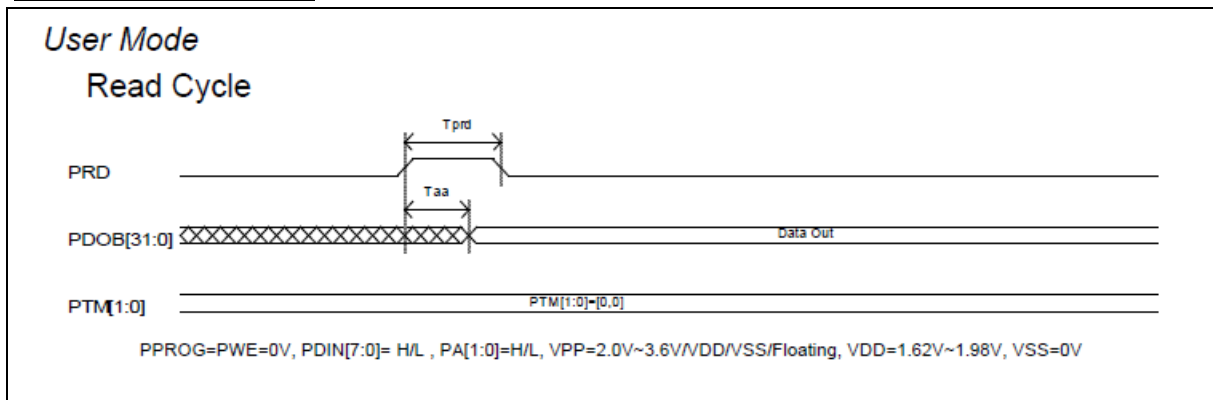 User Mode
Read Cycle
Tprd
PRD
Taa
PDOB[31:0]
Data Out
PTM[1:0]
PTM[1:0]=[0,0]
PPROG=PWE=0V, PDIN[7:0]= H/L , PA[1:0]=H/L, VPP=2.0V~3.6V/VDD/VSS/Floating, VDD=1.62V~1.98V, VSS=0V